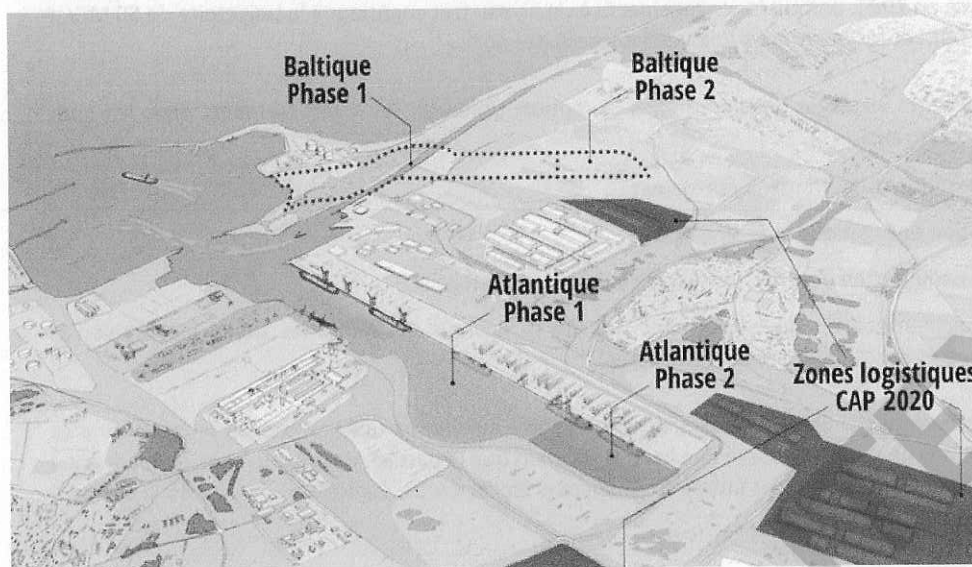 Baltique
Phase 1
Baltique
Phase 2
Atlantique
Phase 1
Atlantique
Phase 2
Zones logistiques
CAP 2020